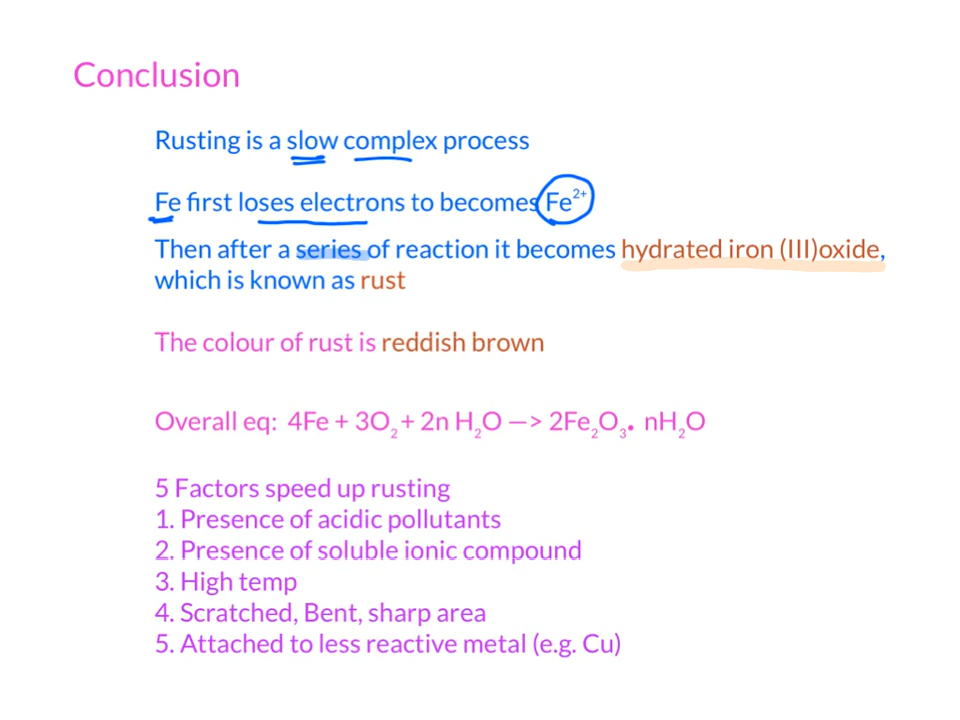 Conclusion
Rusting is a slow complex process
Fe first loses electrons to becomes Fe²⁺
Then after a series of reaction it becomes hydrated iron (III)oxide,
which is known as rust
The colour of rust is reddish brown
Overall eq: 4Fe + 3O₂ + 2n H₂O —> 2Fe₂O₃• nH₂O
5 Factors speed up rusting
1. Presence of acidic pollutants
2. Presence of soluble ionic compound
3. High temp
4. Scratched, Bent, sharp area
5. Attached to less reactive metal (e.g. Cu)